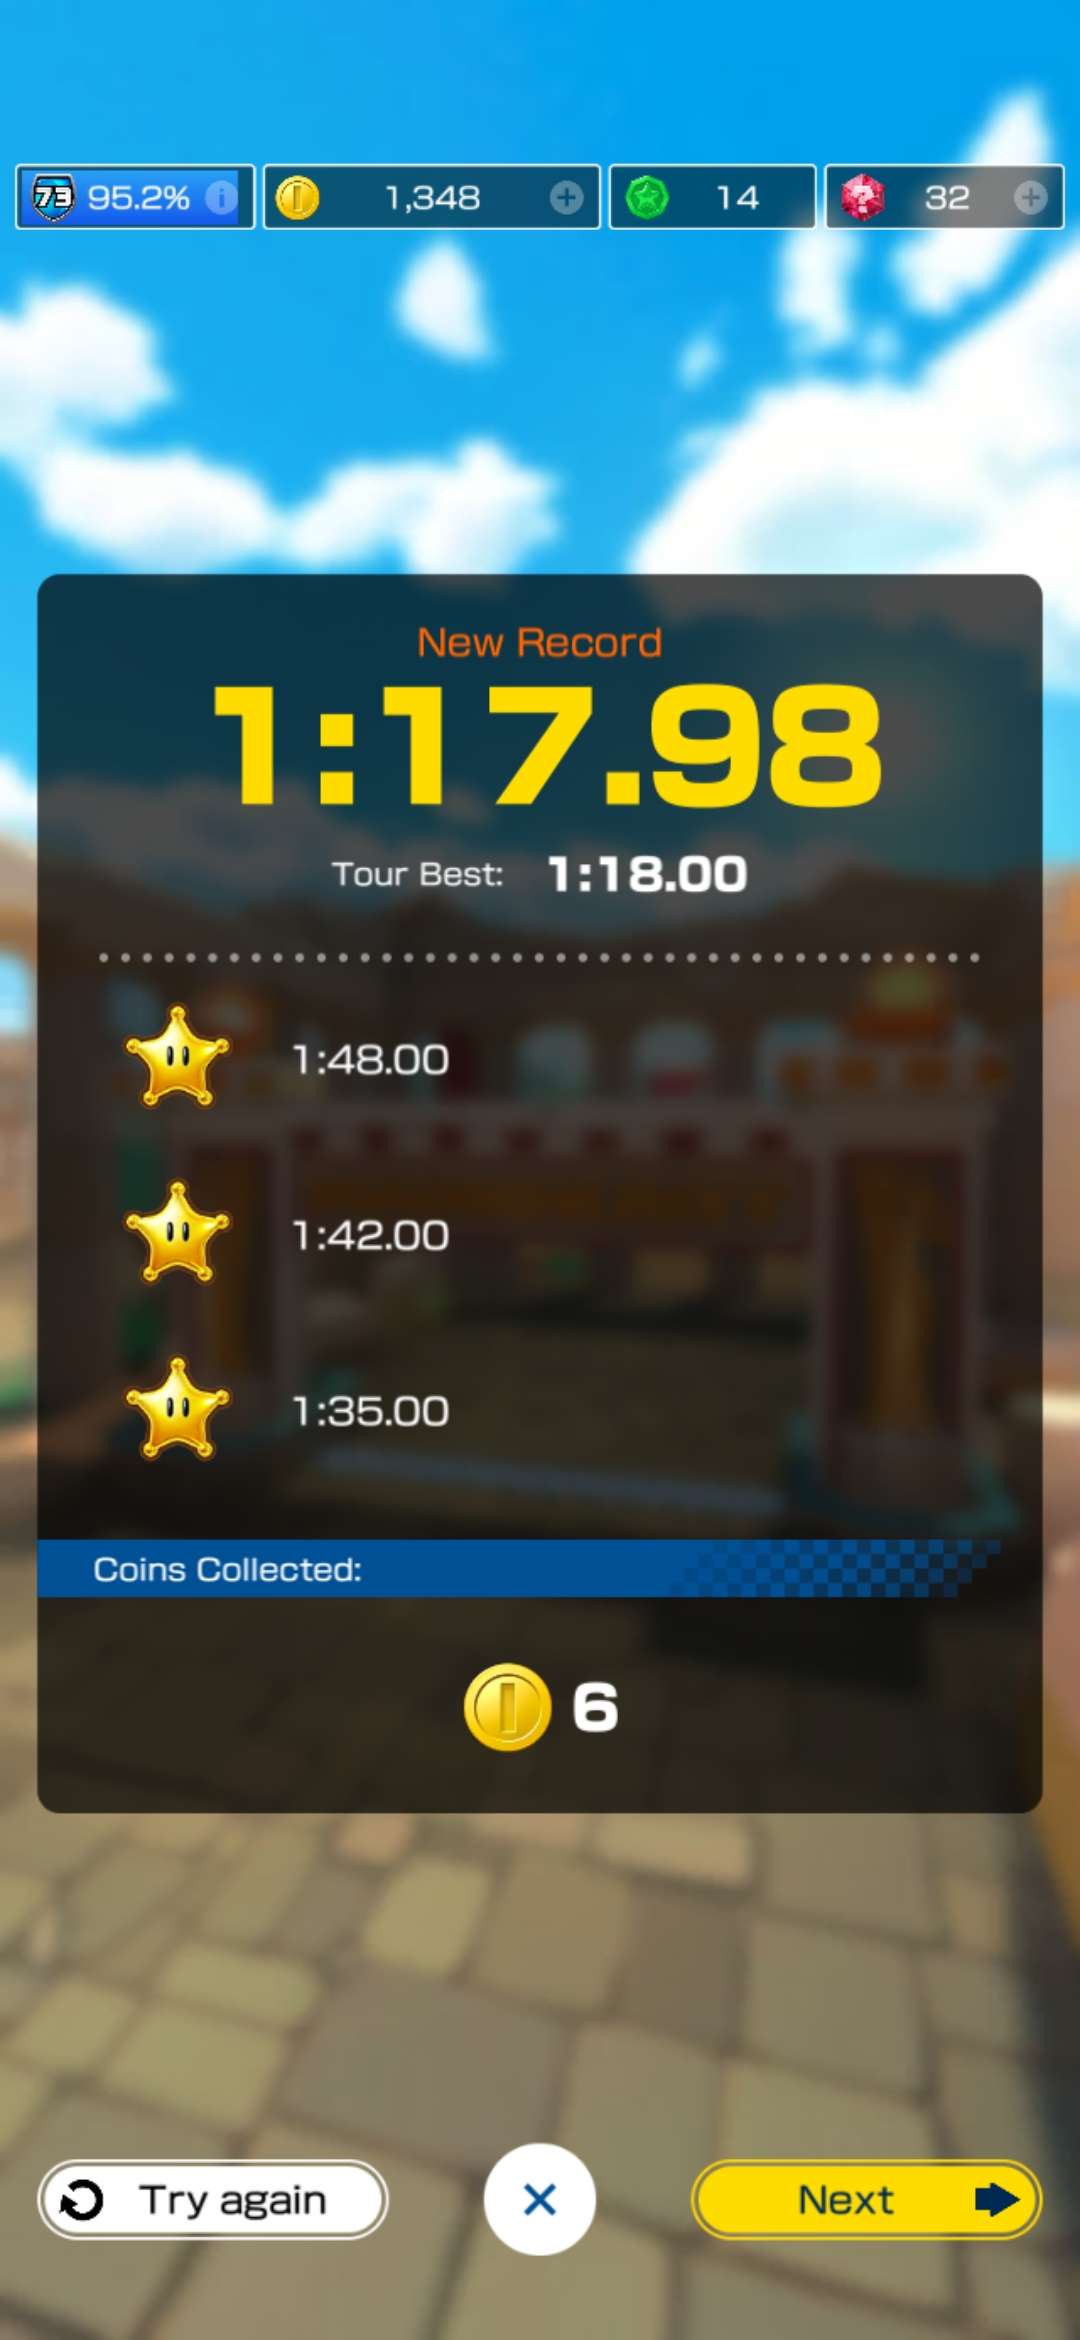 73 95.2% i 1,348 + 14 ? 32 +
New Record
1:17.98
Tour Best: 1:18.00
1:48.00
1:42.00
1:35.00
Coins Collected:
6
Try again × Next